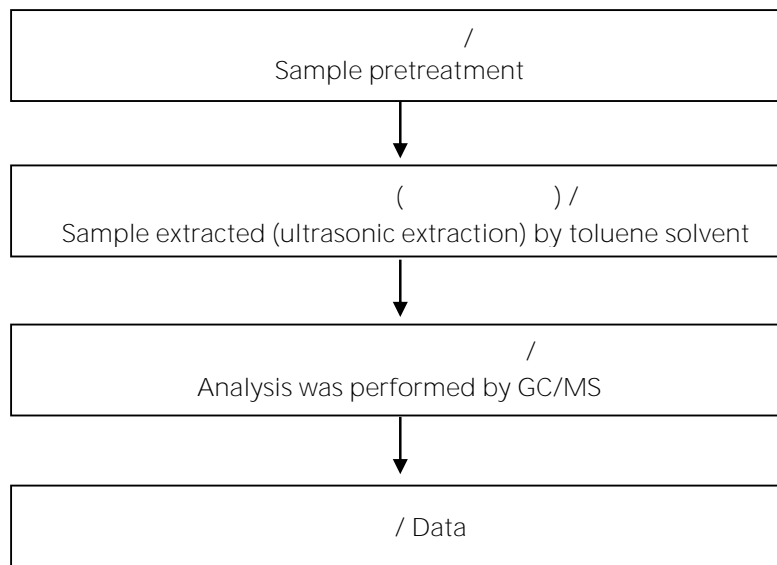 /
Sample pretreatment
( ) /
Sample extracted (ultrasonic extraction) by toluene solvent
/
Analysis was performed by GC/MS
/ Data